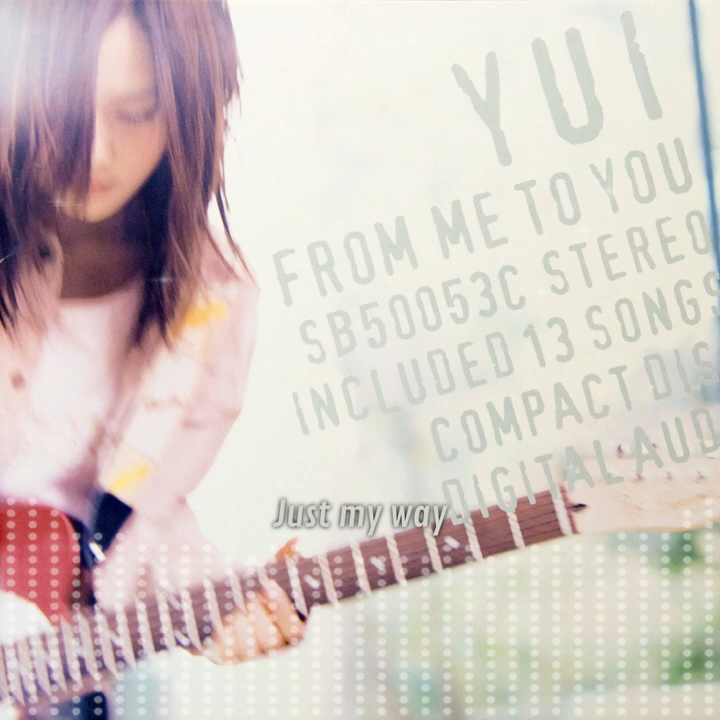 YUI
FROM ME TO YOU
SB50053C STEREO
INCLUDED 13 SONGS
COMPACT DIS
DIGITAL AUD
Just my way